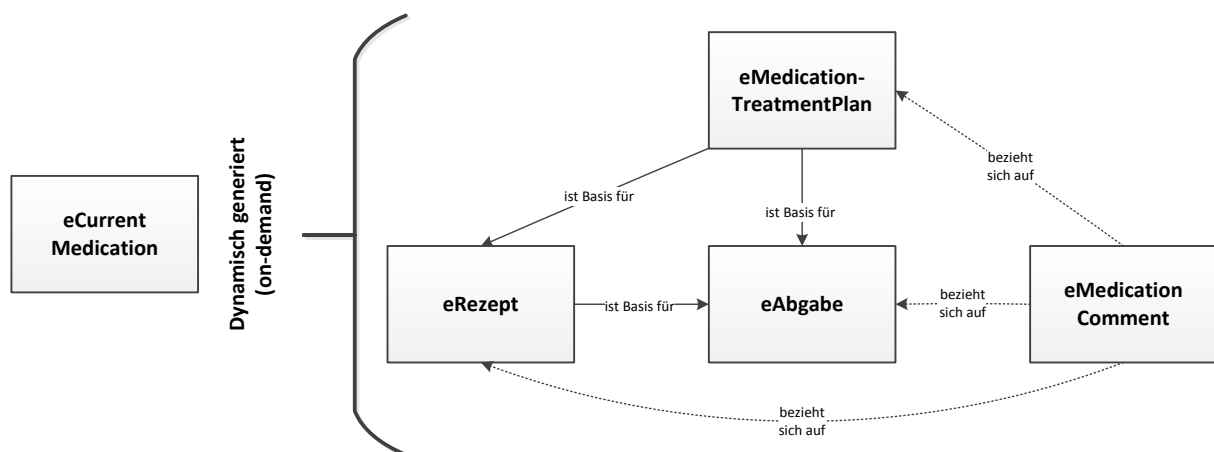 eCurrent
Medication
Dynamisch generiert
(on-demand)
eMedication-
TreatmentPlan
bezieht
sich auf
ist Basis für
ist Basis für
eRezept
ist Basis für
eAbgabe
bezieht
sich auf
eMedication
Comment
bezieht
sich auf